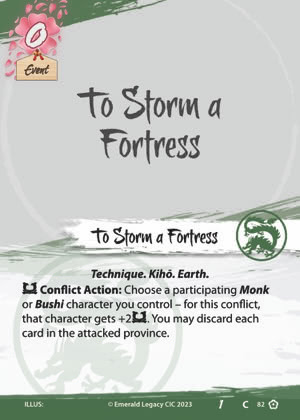 0
Event
To Storm a
Fortress
To Storm a Fortress
Technique. Kihō. Earth.
Conflict Action: Choose a participating Monk
or Bushi character you control – for this conflict,
that character gets +2. You may discard each
card in the attacked province.
ILLUS: © Emerald Legacy CIC 2023 1 C 82